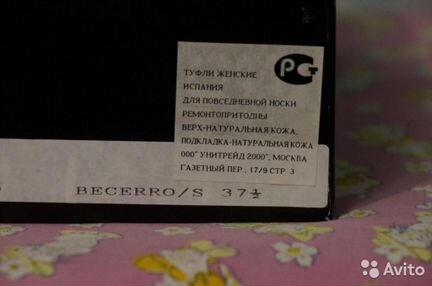 РСТ
ТУФЛИ ЖЕНСКИЕ
ИСПАНИЯ
ДЛЯ ПОВСЕДНЕВНОЙ НОСКИ
РЕМОНТОПРИГОДНЫ
ВЕРХ-НАТУРАЛЬНАЯ КОЖА,
ПОДКЛАДКА-НАТУРАЛЬНАЯ КОЖА
ООО" УНИТРЕЙД 2000", МОСКВА
ГАЗЕТНЫЙ ПЕР , 17/9 СТР 3
BECERRO/S 37½
Avito